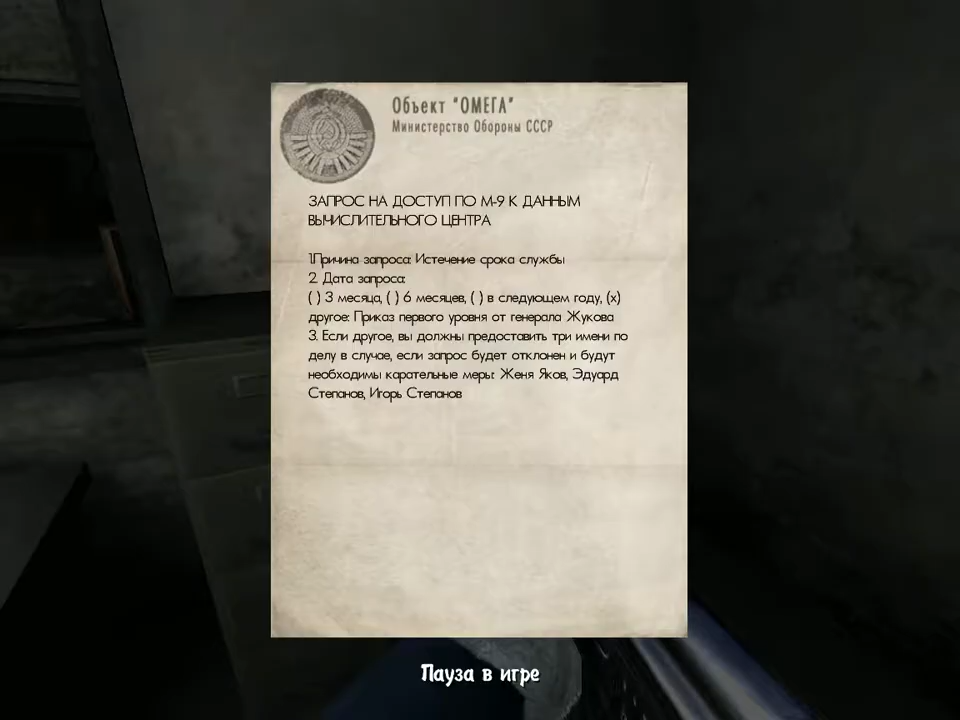 Объект "ОМЕГА"
Министерство Обороны СССР
ЗАПРОС НА ДОСТУП ПО М-9 К ДАННЫМ
ВЫЧИСЛИТЕЛЬНОГО ЦЕНТРА
1.Причина запроса: Истечение срока службы
2. Дата запроса:
( ) 3 месяца, ( ) 6 месяцев, ( ) в следующем году, (х)
другое: Приказ первого уровня от генерала Жукова
3. Если другое, вы должны предоставить три имени по
делу в случае, если запрос будет отклонен и будут
необходимы карательные меры: Женя Яков, Эдуард
Степанов, Игорь Степанов
Пауза в игре